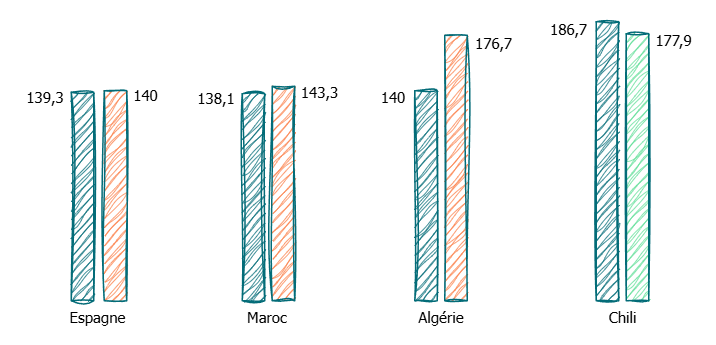 139,3
140
Espagne
138,1
143,3
Maroc
140
176,7
Algérie
186,7
177,9
Chili